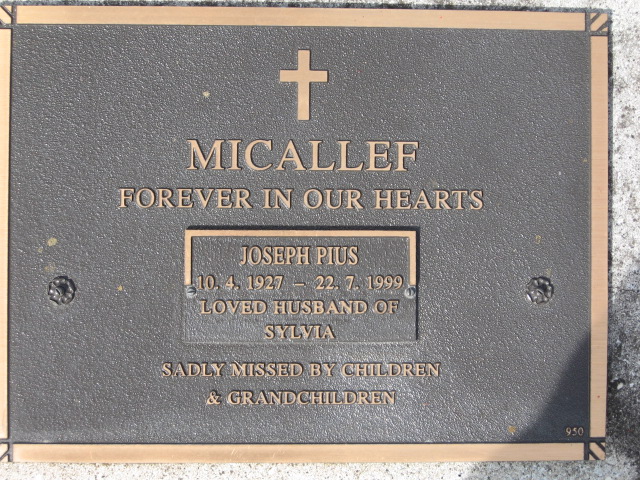 MICALLEF
FOREVER IN OUR HEARTS
JOSEPH PIUS
10. 4. 1927 – 22. 7. 1999
LOVED HUSBAND OF
SYLVIA
SADLY MISSED BY CHILDREN
& GRANDCHILDREN
950